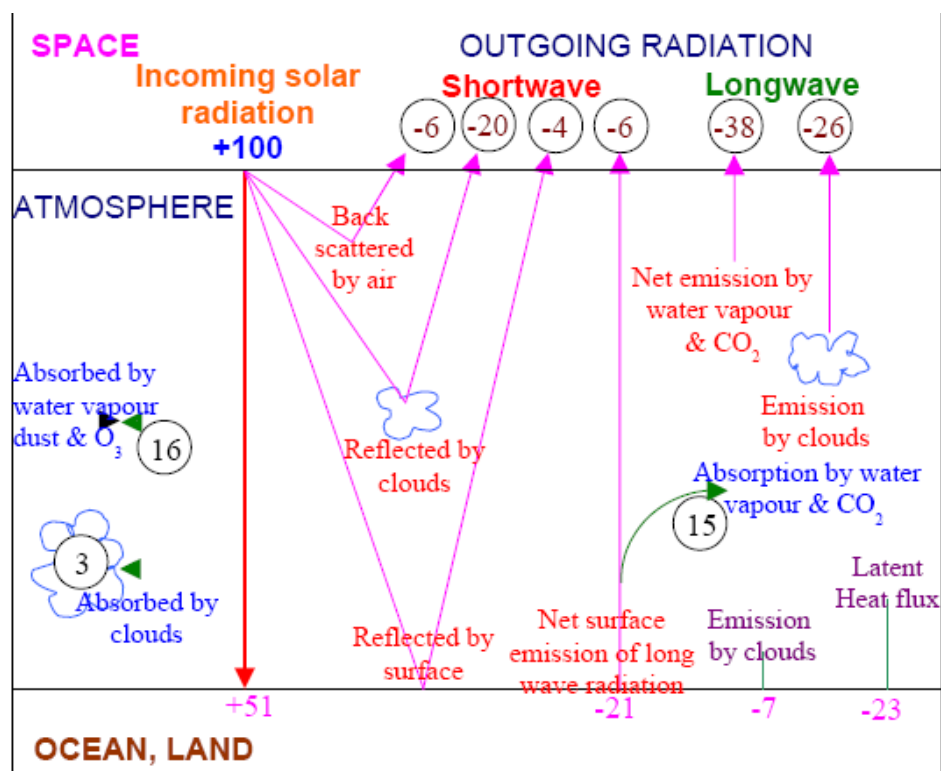 SPACE
OUTGOING RADIATION
Incoming solar
radiation
+100
Shortwave
Longwave
-6
-20
-4
-6
-38
-26
ATMOSPHERE
Back
scattered
by air
Net emission by
water vapour
& CO2
Absorbed by
water vapour
dust & O3
16
Reflected by
clouds
Emission
by clouds
Absorption by water
vapour & CO2
15
3
Absorbed by
clouds
Reflected by
surface
Net surface
emission of long
wave radiation
Emission
by clouds
Latent
Heat flux
+51
-21
-7
-23
OCEAN, LAND